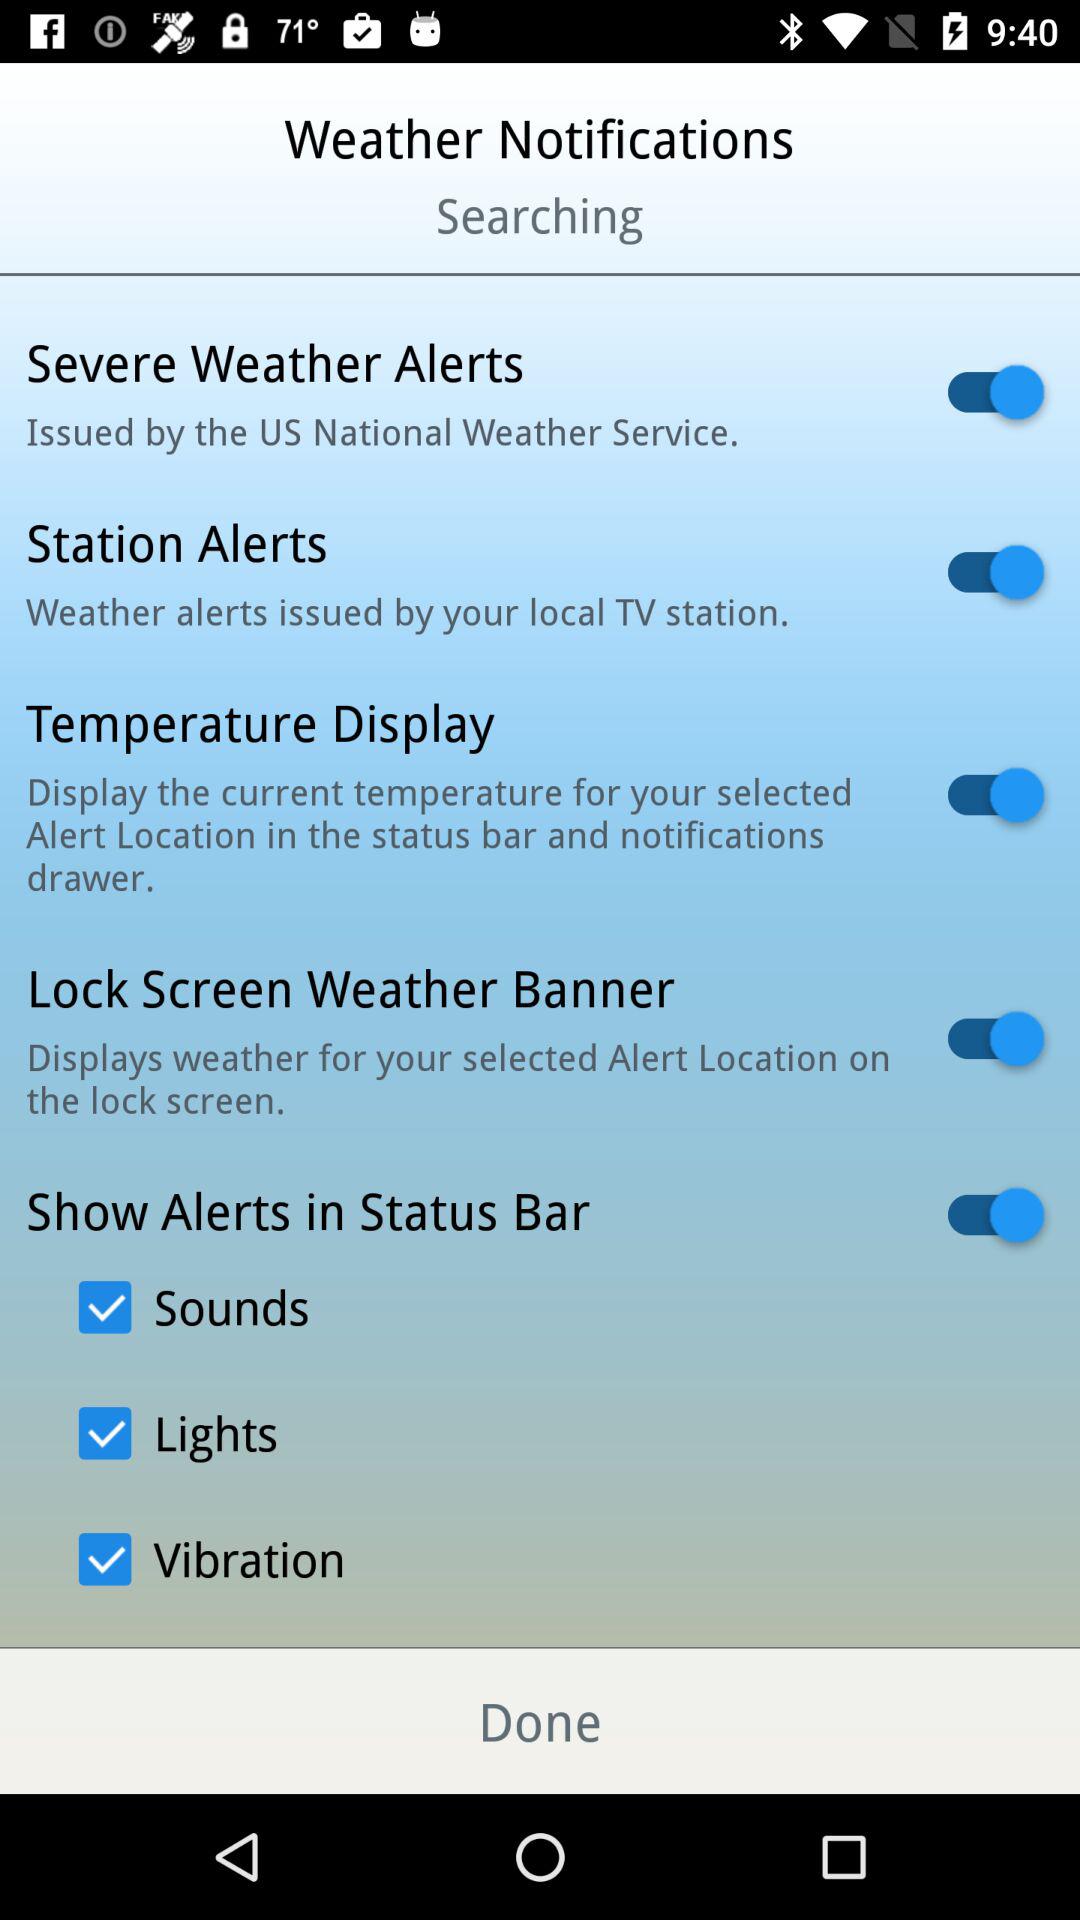 FAKE 71° 9:40
Weather Notifications
Searching
Severe Weather Alerts
Issued by the US National Weather Service.
Station Alerts
Weather alerts issued by your local TV station.
Temperature Display
Display the current temperature for your selected
Alert Location in the status bar and notifications
drawer.
Lock Screen Weather Banner
Displays weather for your selected Alert Location on
the lock screen.
Show Alerts in Status Bar
Sounds
Lights
Vibration
Done